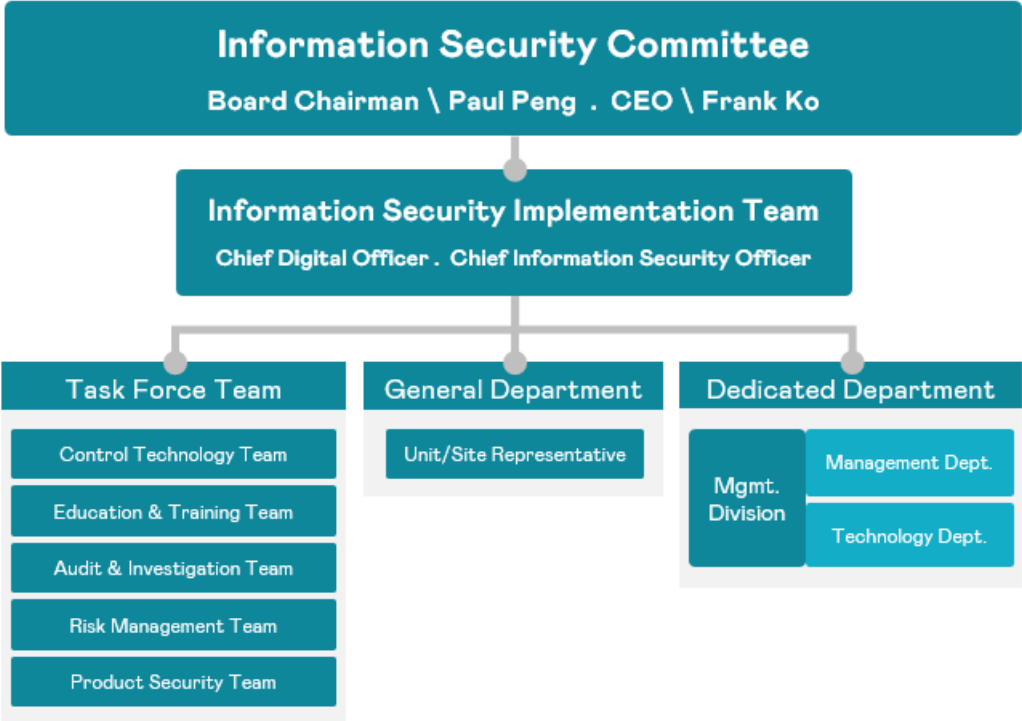 Information Security Committee
Board Chairman \ Paul Peng . CEO \ Frank Ko
Information Security Implementation Team
Chief Digital Officer . Chief Information Security Officer
Task Force Team
Control Technology Team
Education & Training Team
Audit & Investigation Team
Risk Management Team
Product Security Team
General Department
Unit/Site Representative
Dedicated Department
Mgmt.
Division
Management Dept.
Technology Dept.